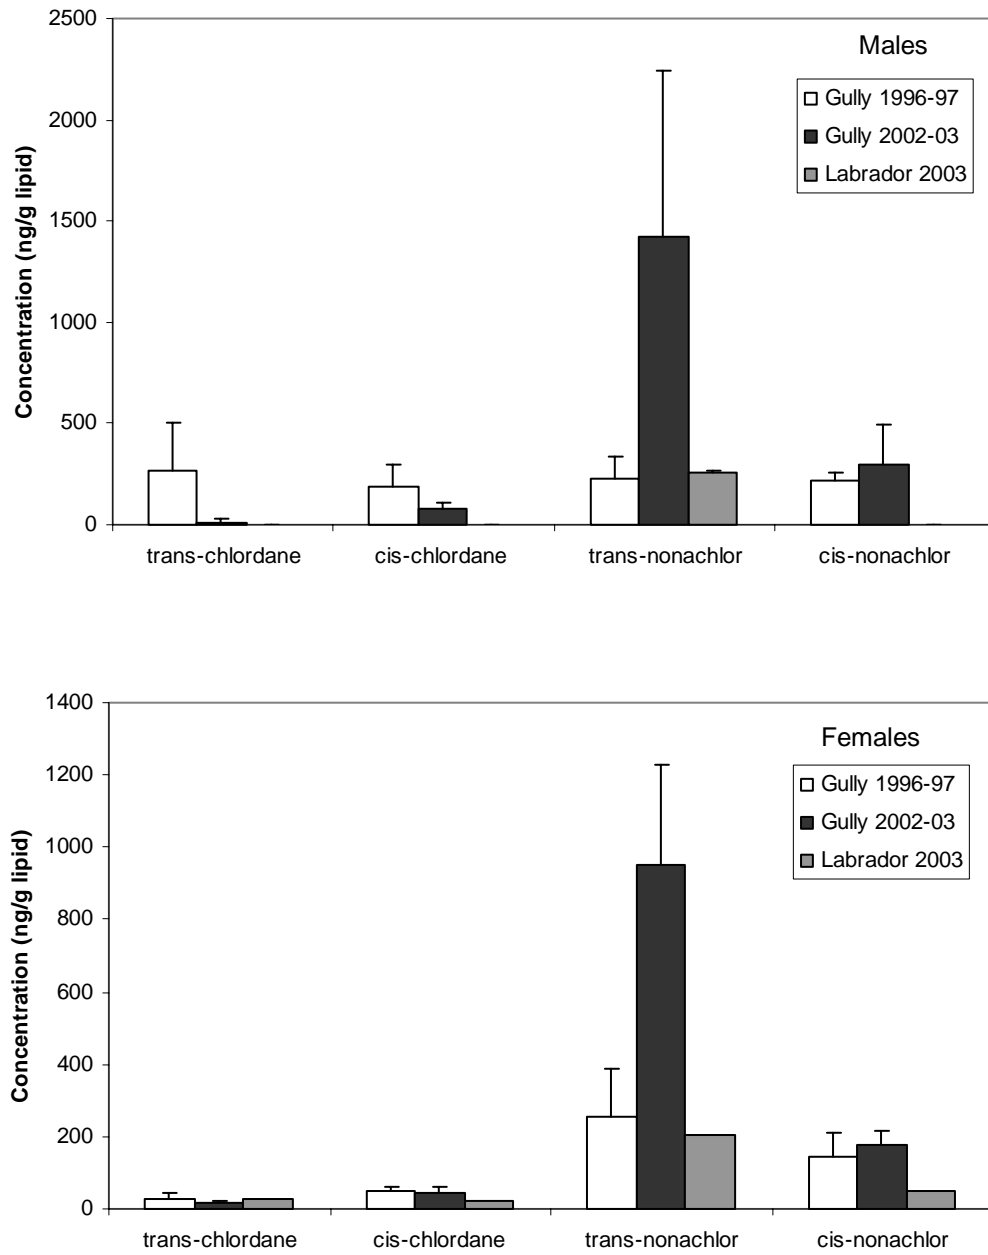 2500
2000
1500
1000
500
0
Concentration (ng/g lipid)
Males
Gully 1996-97
Gully 2002-03
Labrador 2003
trans-chlordane cis-chlordane trans-nonachlor cis-nonachlor
1400
1200
1000
800
600
400
200
0
Concentration (ng/g lipid)
Females
Gully 1996-97
Gully 2002-03
Labrador 2003
trans-chlordane cis-chlordane trans-nonachlor cis-nonachlor